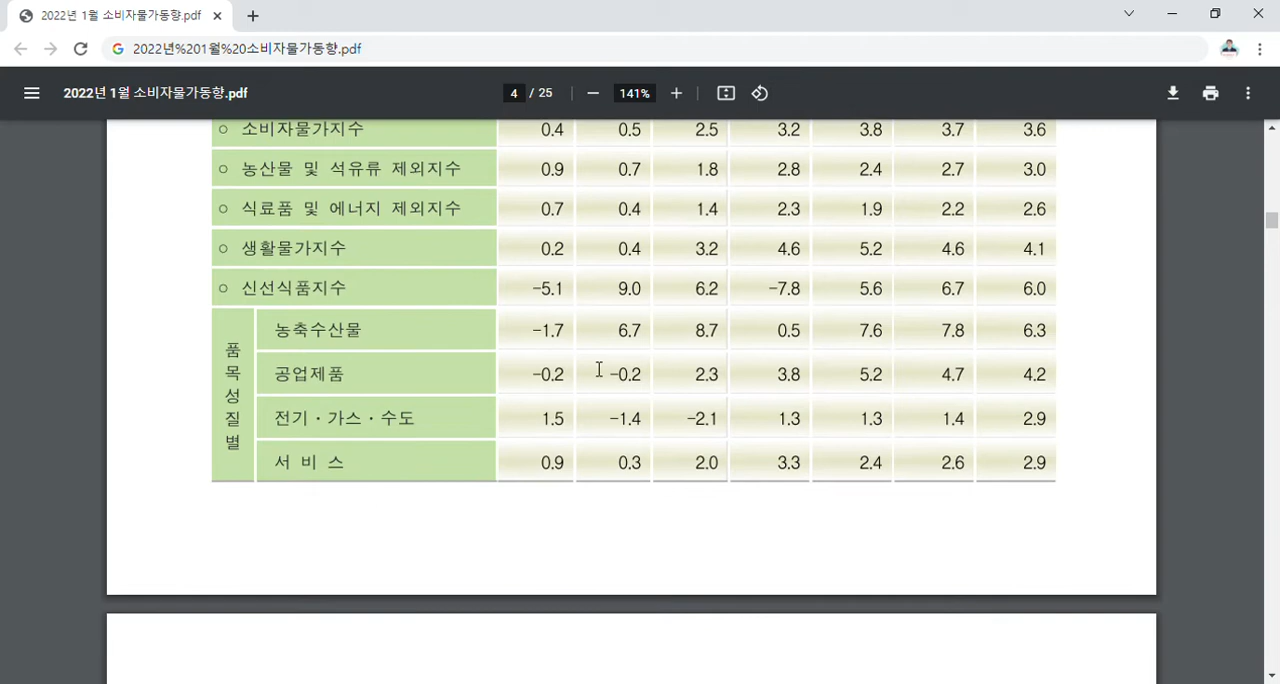 2022년 1월 소비자물가동향.pdf
2022년%201월%20소비자물가동향.pdf
2022년 1월 소비자물가동향.pdf 4 / 25 141%
○ 소비자물가지수 0.4 0.5 2.5 3.2 3.8 3.7 3.6
○ 농산물 및 석유류 제외지수 0.9 0.7 1.8 2.8 2.4 2.7 3.0
○ 식료품 및 에너지 제외지수 0.7 0.4 1.4 2.3 1.9 2.2 2.6
○ 생활물가지수 0.2 0.4 3.2 4.6 5.2 4.6 4.1
○ 신선식품지수 -5.1 9.0 6.2 -7.8 5.6 6.7 6.0
품목성질별
농축수산물 -1.7 6.7 8.7 0.5 7.6 7.8 6.3
공업제품 -0.2 -0.2 2.3 3.8 5.2 4.7 4.2
전기・가스・수도 1.5 -1.4 -2.1 1.3 1.3 1.4 2.9
서 비 스 0.9 0.3 2.0 3.3 2.4 2.6 2.9